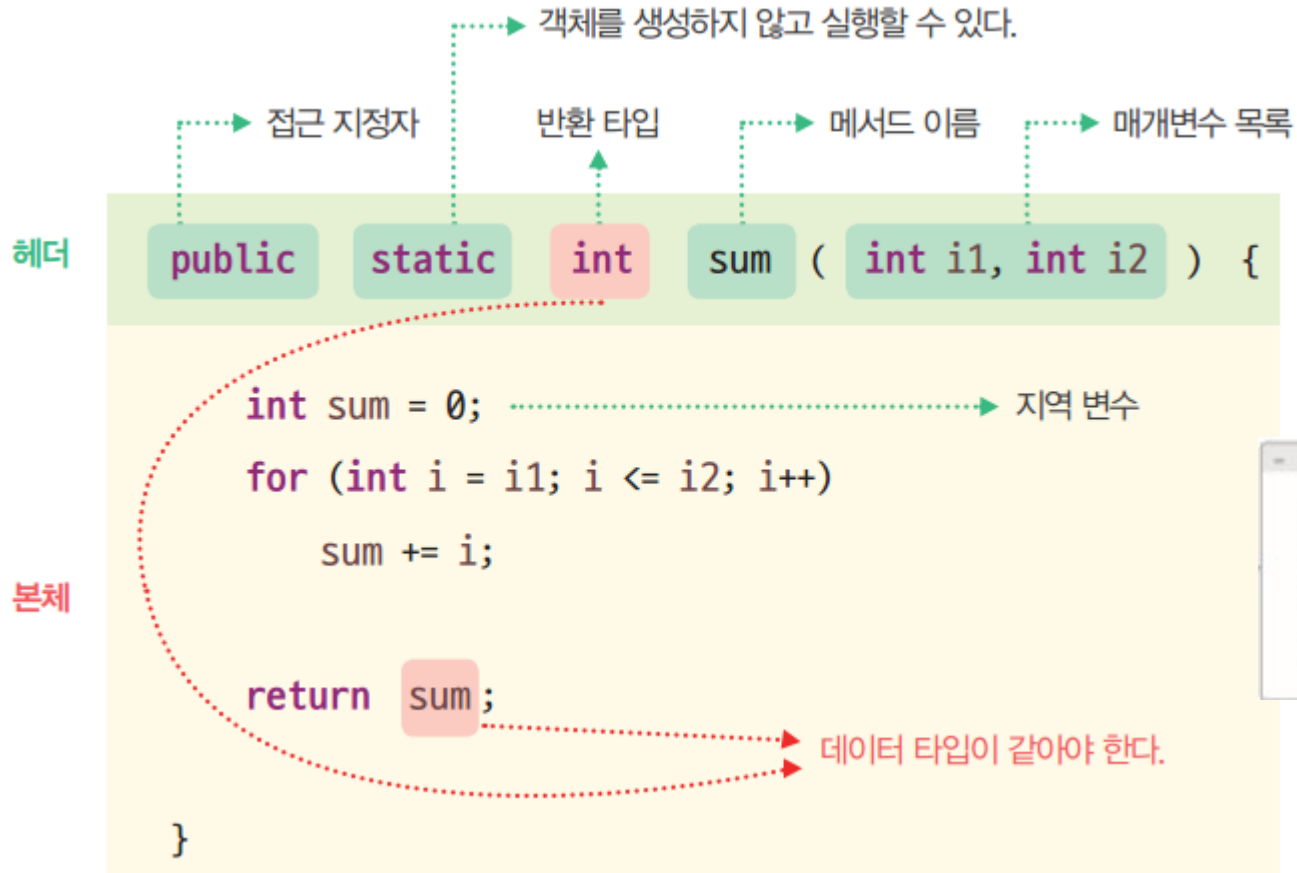 객체를 생성하지 않고 실행할 수 있다.
접근 지정자 반환 타입 메서드 이름 매개변수 목록
헤더 public static int sum ( int i1, int i2 ) {
int sum = 0; 지역 변수
for (int i = i1; i <= i2; i++)
sum += i;
본체
return sum;
데이터 타입이 같아야 한다.
}